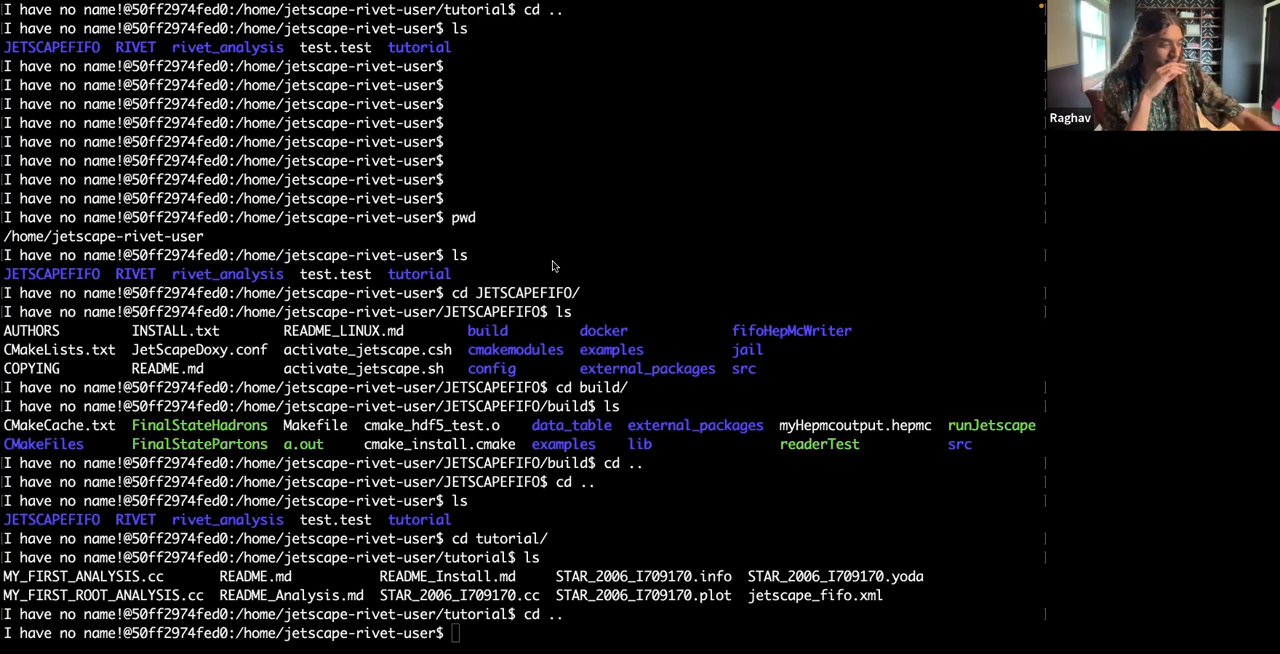 I have no name!@50ff2974fed0:/home/jetscape-rivet-user/tutorial$ cd ..
I have no name!@50ff2974fed0:/home/jetscape-rivet-user$ ls
JETSCAPEFIFO RIVET rivet_analysis test.test tutorial
I have no name!@50ff2974fed0:/home/jetscape-rivet-user$
I have no name!@50ff2974fed0:/home/jetscape-rivet-user$
I have no name!@50ff2974fed0:/home/jetscape-rivet-user$
I have no name!@50ff2974fed0:/home/jetscape-rivet-user$
Raghav
I have no name!@50ff2974fed0:/home/jetscape-rivet-user$
I have no name!@50ff2974fed0:/home/jetscape-rivet-user$
I have no name!@50ff2974fed0:/home/jetscape-rivet-user$
I have no name!@50ff2974fed0:/home/jetscape-rivet-user$
I have no name!@50ff2974fed0:/home/jetscape-rivet-user$ pwd
/home/jetscape-rivet-user
I have no name!@50ff2974fed0:/home/jetscape-rivet-user$ ls
JETSCAPEFIFO RIVET rivet_analysis test.test tutorial
I have no name!@50ff2974fed0:/home/jetscape-rivet-user$ cd JETSCAPEFIFO/
I have no name!@50ff2974fed0:/home/jetscape-rivet-user/JETSCAPEFIFO$ ls
AUTHORS INSTALL.txt README_LINUX.md build docker fifoHepMcWriter
CMakeLists.txt JetScapeDoxy.conf activate_jetscape.csh cmakemodules examples jail
COPYING README.md activate_jetscape.sh config external_packages src
I have no name!@50ff2974fed0:/home/jetscape-rivet-user/JETSCAPEFIFO$ cd build/
I have no name!@50ff2974fed0:/home/jetscape-rivet-user/JETSCAPEFIFO/build$ ls
CMakeCache.txt FinalStateHadrons Makefile cmake_hdf5_test.o data_table external_packages myHepmcoutput.hepmc runJetscape
CMakeFiles FinalStatePartons a.out cmake_install.cmake examples lib readerTest src
I have no name!@50ff2974fed0:/home/jetscape-rivet-user/JETSCAPEFIFO/build$ cd ..
I have no name!@50ff2974fed0:/home/jetscape-rivet-user/JETSCAPEFIFO$ cd ..
I have no name!@50ff2974fed0:/home/jetscape-rivet-user$ ls
JETSCAPEFIFO RIVET rivet_analysis test.test tutorial
I have no name!@50ff2974fed0:/home/jetscape-rivet-user$ cd tutorial/
I have no name!@50ff2974fed0:/home/jetscape-rivet-user/tutorial$ ls
MY_FIRST_ANALYSIS.cc README.md README_Install.md STAR_2006_I709170.info STAR_2006_I709170.yoda
MY_FIRST_ROOT_ANALYSIS.cc README_Analysis.md STAR_2006_I709170.cc STAR_2006_I709170.plot jetscape_fifo.xml
I have no name!@50ff2974fed0:/home/jetscape-rivet-user/tutorial$ cd ..
I have no name!@50ff2974fed0:/home/jetscape-rivet-user$